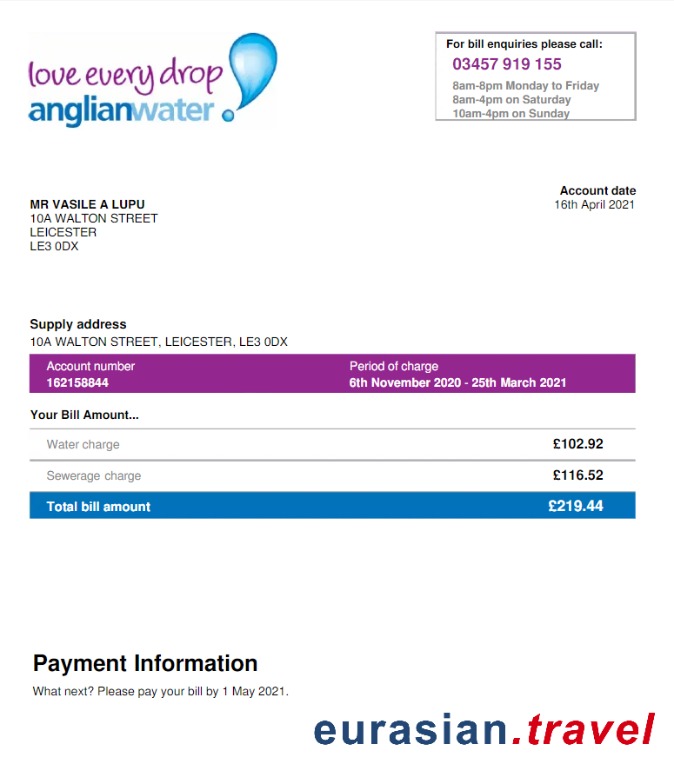 love every drop
anglianwater
For bill enquiries please call:
03457 919 155
8am-8pm Monday to Friday
8am-4pm on Saturday
10am-4pm on Sunday
MR VASILE A LUPU
10A WALTON STREET
LEICESTER
LE3 0DX
Account date
16th April 2021
Supply address
10A WALTON STREET, LEICESTER, LE3 0DX
Account number Period of charge
162158844 6th November 2020 - 25th March 2021
Your Bill Amount...
Water charge £102.92
Sewerage charge £116.52
Total bill amount £219.44
Payment Information
What next? Please pay your bill by 1 May 2021.
eurasian.travel